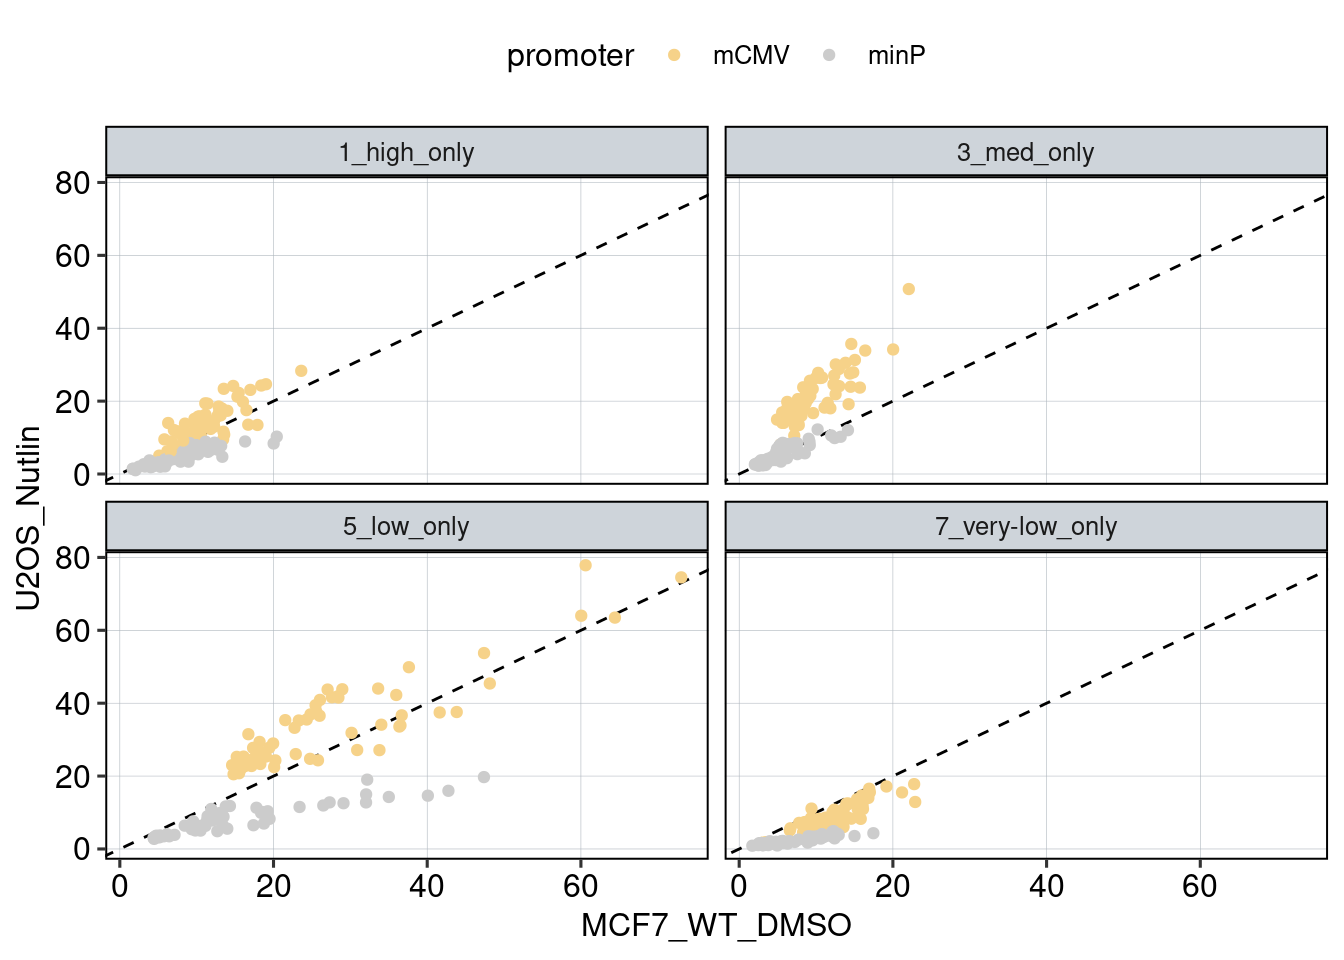 promoter mCMV minP
1_high_only 3_med_only
80
60
40
20
0
5_low_only 7_very-low_only
80
60
40
20
0
U2OS_Nutlin
0 20 40 60 0 20 40 60
MCF7_WT_DMSO